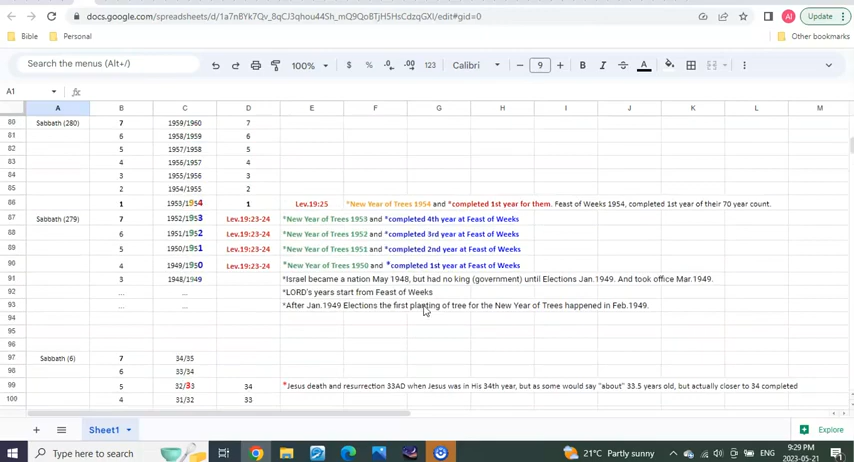 docs.google.com/spreadsheets/d/1a7nBYk7Qv_8qCJ3qhou44Sh_mQ9Qo8TJH5HsCdzqGXI/edit#gid=0
Update
Bible Personal Other bookmarks
Search the menus (Alt+/) 100% $ % .0 .00 123 Calibri 9 B I S A
A1 fx
A B C D E F G H I J K L M
80 Sabbath (280) 7 1959/1960 7
81 6 1958/1959 6
82 5 1957/1958 5
83 4 1956/1957 4
84 3 1955/1956 3
85 2 1954/1955 2
86 1 1953/1954 1 Lev.19:25 *New Year of Trees 1954 and *completed 1st year for them. Feast of Weeks 1954, completed 1st year of their 70 year count.
87 Sabbath (279) 7 1952/1953 Lev.19:23-24 *New Year of Trees 1953 and *completed 4th year at Feast of Weeks
88 6 1951/1952 Lev.19:23-24 *New Year of Trees 1952 and *completed 3rd year at Feast of Weeks
89 5 1950/1951 Lev.19:23-24 *New Year of Trees 1951 and *completed 2nd year at Feast of Weeks
90 4 1949/1950 Lev.19:23-24 *New Year of Trees 1950 and *completed 1st year at Feast of Weeks
91 3 1948/1949 *Israel became a nation May 1948, but had no king (government) until Elections Jan.1949. And took office Mar.1949.
92 ... ... *LORD's years start from Feast of Weeks
93 ... ... *After Jan.1949 Elections the first planting of tree for the New Year of Trees happened in Feb.1949.
94
95
96
97 Sabbath (6) 7 34/35
98 6 33/34
99 5 32/33 34 *Jesus death and resurrection 33AD when Jesus was in His 34th year, but as some would say "about" 33.5 years old, but actually closer to 34 completed
100 4 31/32 33
Sheet1 Explore
Type here to search 21°C Partly sunny ENG 9:29 PM
2023-05-21